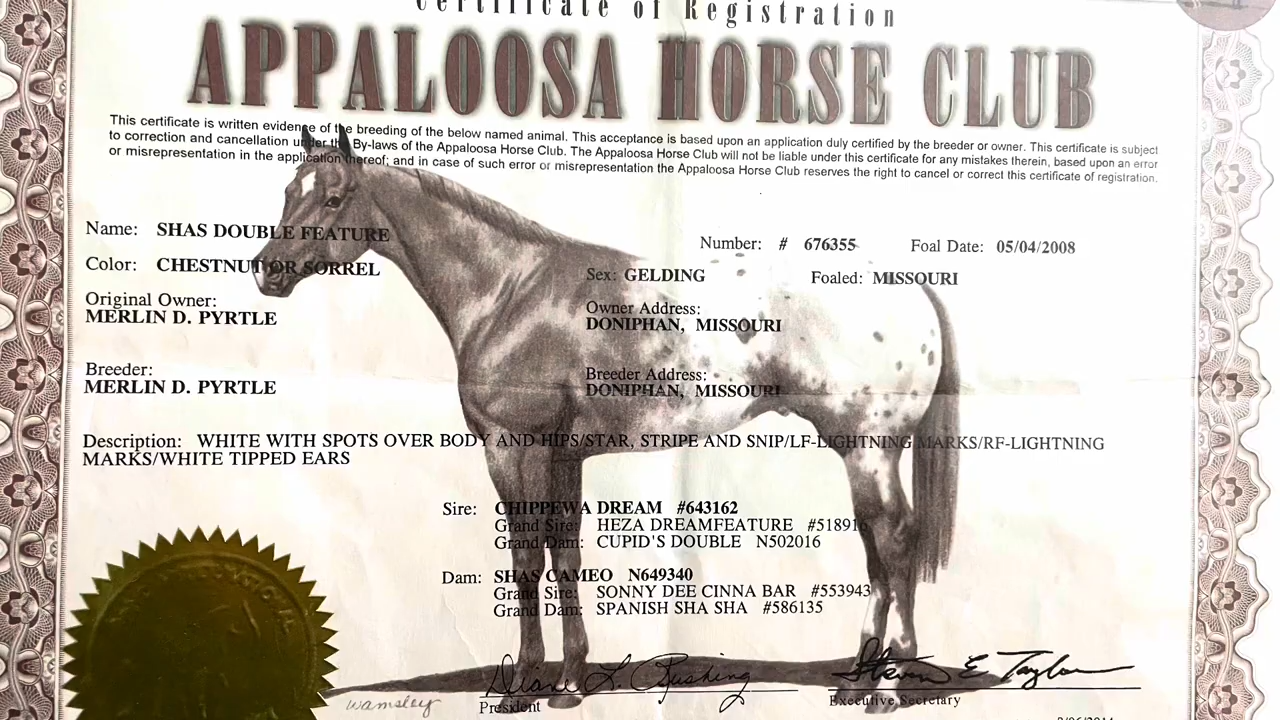 Certificate of Registration
APPALOOSA HORSE CLUB
This certificate is written evidence of the breeding of the below named animal. This acceptance is based upon an application duly certified by the breeder or owner. This certificate is subject
to correction and cancellation under the By-laws of the Appaloosa Horse Club. The Appaloosa Horse Club will not be liable under this certificate for any mistakes therein, based upon an error
or misrepresentation in the application thereof; and in case of such error or misrepresentation the Appaloosa Horse Club reserves the right to cancel or correct this certificate of registration.
Name: SHAS DOUBLE FEATURE
Number: # 676355 Foal Date: 05/04/2008
Color: CHESTNUT OR SORREL
Sex: GELDING Foaled: MISSOURI
Original Owner: Owner Address:
MERLIN D. PYRTLE DONIPHAN, MISSOURI
Breeder: Breeder Address:
MERLIN D. PYRTLE DONIPHAN, MISSOURI
Description: WHITE WITH SPOTS OVER BODY AND HIPS/STAR, STRIPE AND SNIP/LF-LIGHTNING MARKS/RF-LIGHTNING
MARKS/WHITE TIPPED EARS
Sire: CHIPPEWA DREAM #643162
Grand Sire: HEZA DREAMFEATURE #518916
Grand Dam: CUPID'S DOUBLE N502016
Dam: SHAS CAMEO N649340
Grand Sire: SONNY DEE CINNA BAR #553943
Grand Dam: SPANISH SHA SHA #586135
Diane L. Rushing Steven E Taylor
wamsley President Executive Secretary